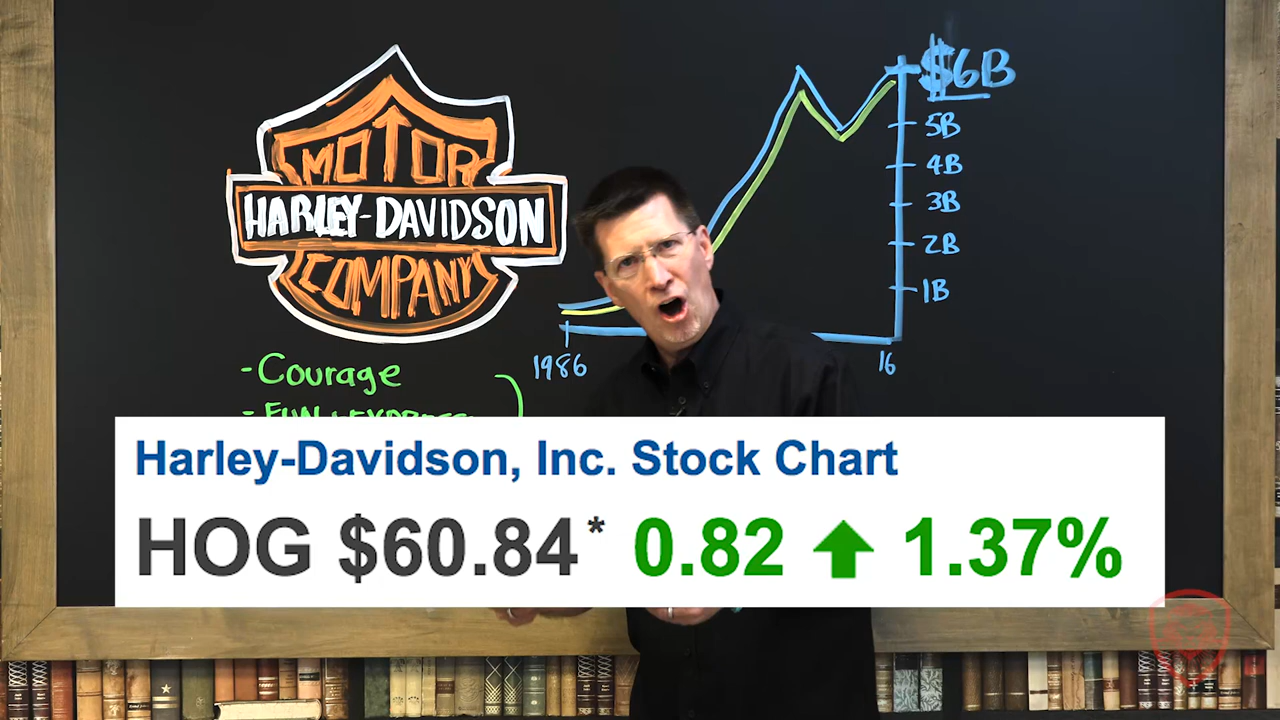 MOTOR
HARLEY-DAVIDSON
COMPANY
$6B
5B
4B
3B
2B
1B
1986
16
- Courage
Harley-Davidson, Inc. Stock Chart
HOG $60.84* 0.82 1.37%